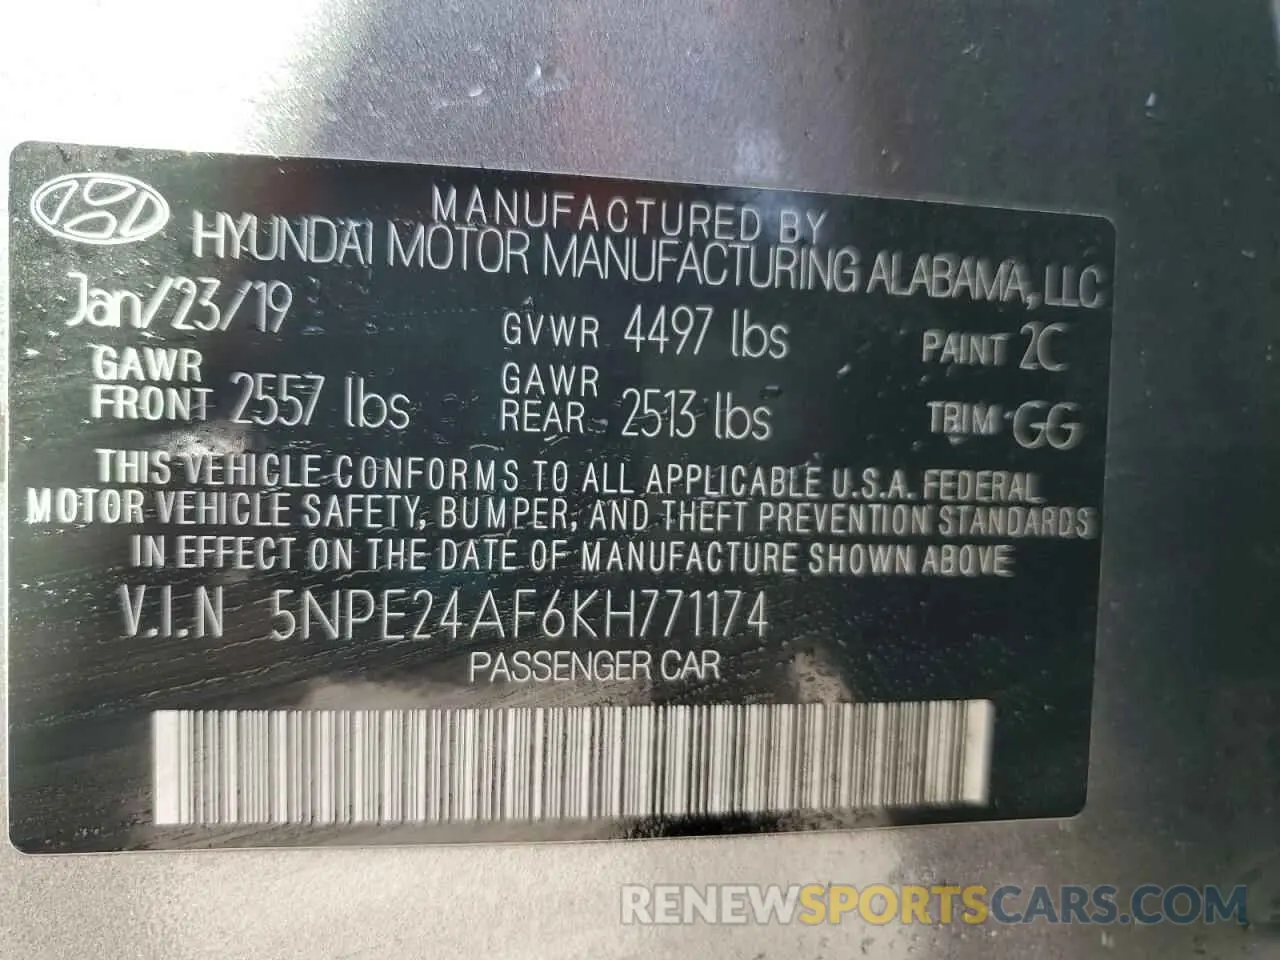 MANUFACTURED BY
HYUNDAI MOTOR MANUFACTURING ALABAMA, LLC
Jan/23/19 GVWR 4497 lbs PAINT 2C
GAWR FRONT 2557 lbs GAWR REAR 2513 lbs TRIM GG
THIS VEHICLE CONFORMS TO ALL APPLICABLE U.S.A. FEDERAL
MOTOR VEHICLE SAFETY, BUMPER, AND THEFT PREVENTION STANDARDS
IN EFFECT ON THE DATE OF MANUFACTURE SHOWN ABOVE
V.I.N 5NPE24AF6KH771174
PASSENGER CAR
RENEWSPORTSCARS.COM